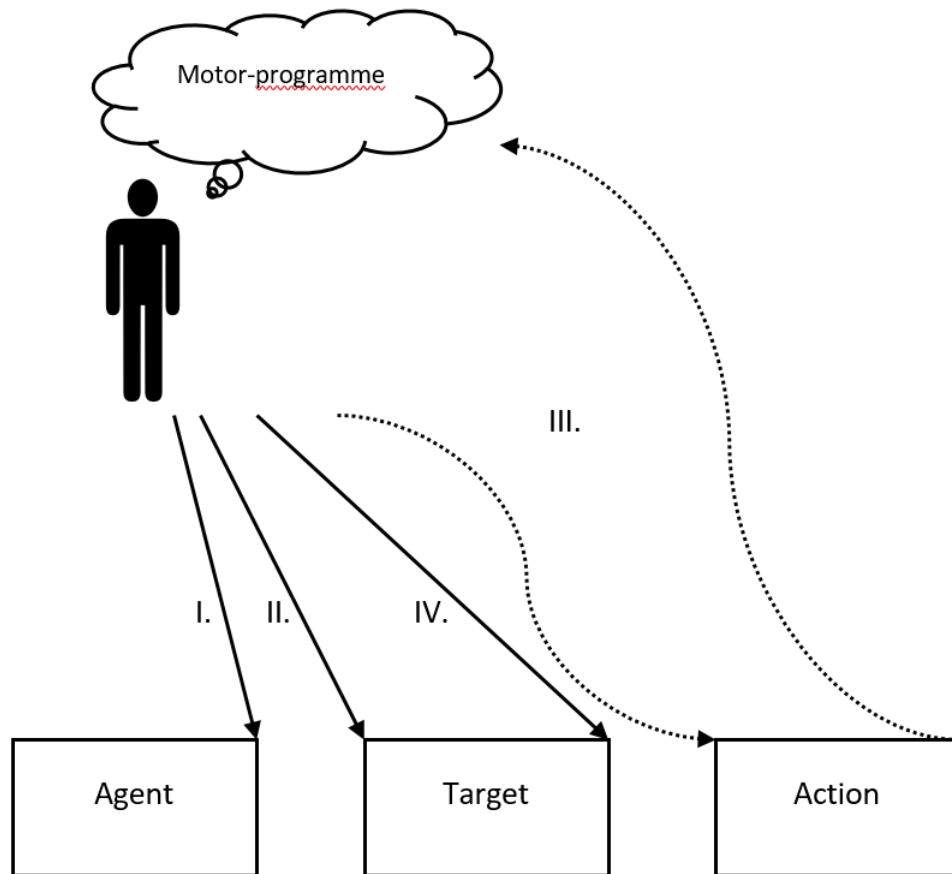 Motor-programme
III.
I.
II.
IV.
Agent
Target
Action